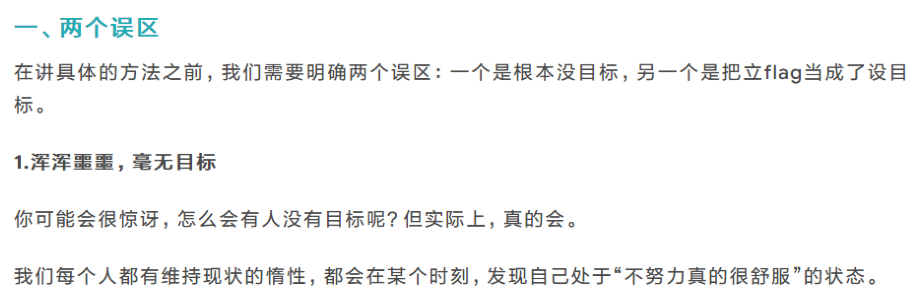 一、两个误区
在讲具体的方法之前，我们需要明确两个误区：一个是根本没目标，另一个是把立flag当成了设目
标。
1.浑浑噩噩，毫无目标
你可能会很惊讶，怎么会有人没有目标呢？但实际上，真的会。
我们每个人都有维持现状的惰性，都会在某个时刻，发现自己处于“不努力真的很舒服”的状态。